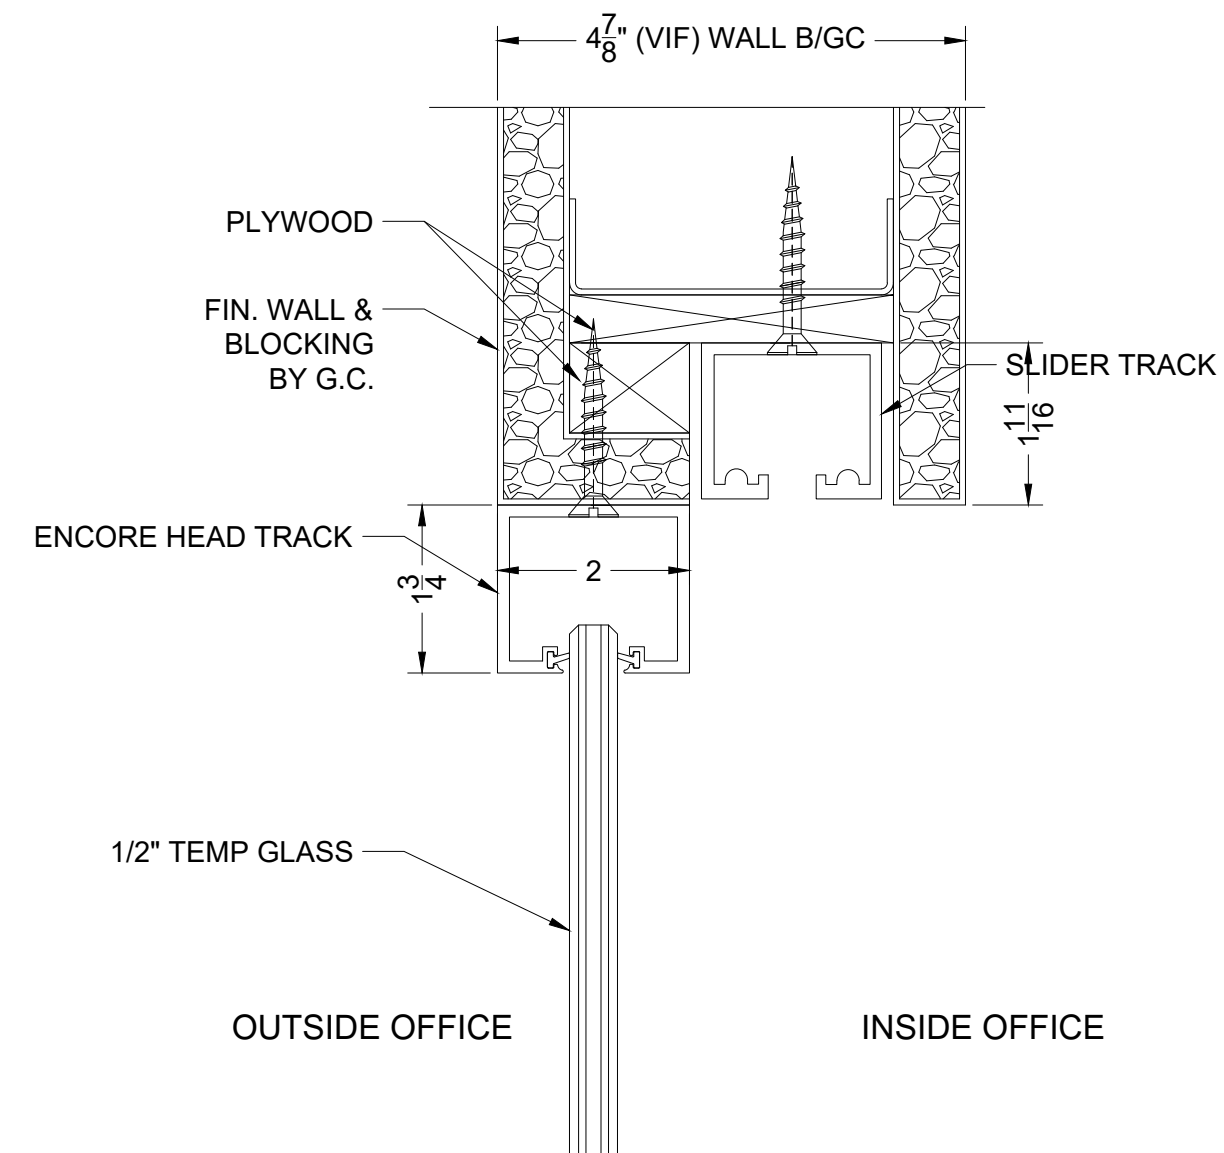 4 7/8" (VIF) WALL B/GC
PLYWOOD
FIN. WALL &
BLOCKING
BY G.C.
SLIDER TRACK
1 11/16
ENCORE HEAD TRACK
2
1 3/4
1/2" TEMP GLASS
OUTSIDE OFFICE
INSIDE OFFICE